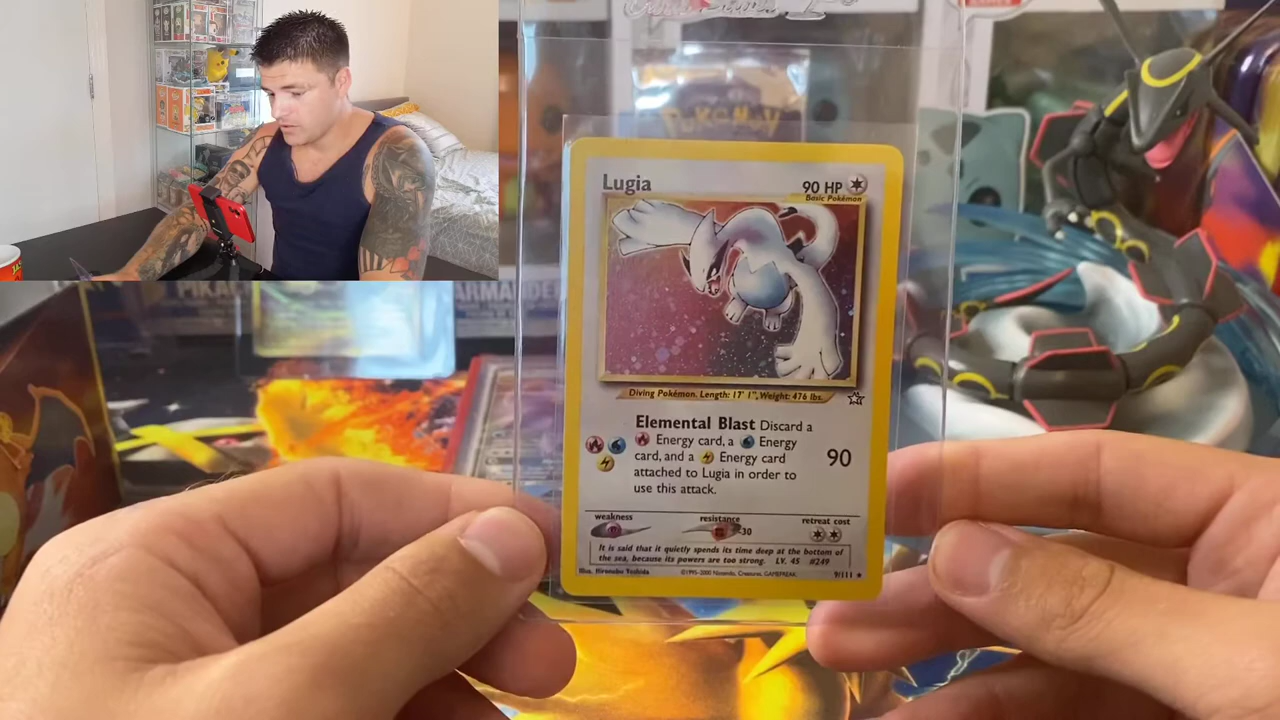 POKéMON
Lugia
90 HP
Basic Pokémon
PIKA
ARMANDER
Diving Pokémon. Length: 17' 1", Weight: 476 lbs.
Elemental Blast Discard a
Energy card, a Energy
card, and a Energy card
attached to Lugia in order to
use this attack.
90
weakness
resistance
retreat cost
-30
It is said that it quietly spends its time deep at the bottom of
the sea, because its powers are too strong. LV. 45 #249
Illus. Hironobu Yoshida
©1995-2000 Nintendo, Creatures, GAMEFREAK.
9/111 ★